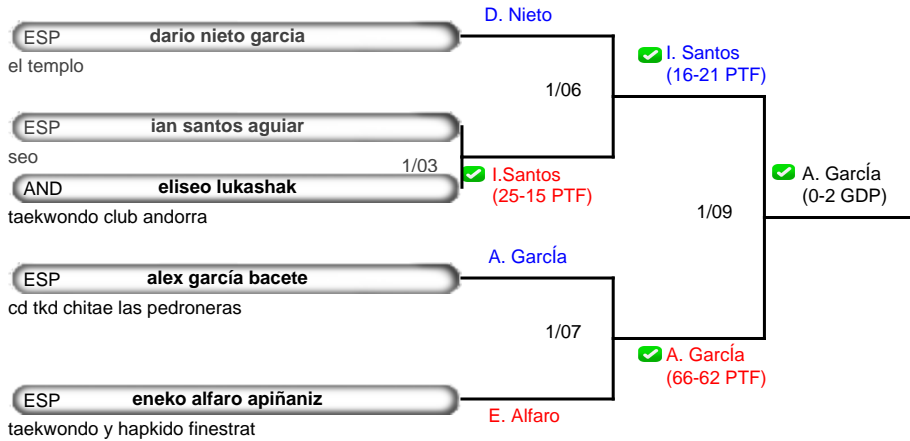 D. Nieto
ESP dario nieto garcia
el templo
I. Santos
(16-21 PTF)
1/06
ESP ian santos aguiar
seo
1/03
AND eliseo lukashak
taekwondo club andorra
I.Santos
(25-15 PTF)
A. GarcÍa
(0-2 GDP)
1/09
A. GarcÍa
ESP alex garcía bacete
cd tkd chitae las pedroneras
1/07
A. GarcÍa
(66-62 PTF)
ESP eneko alfaro apiñaniz
E. Alfaro
taekwondo y hapkido finestrat